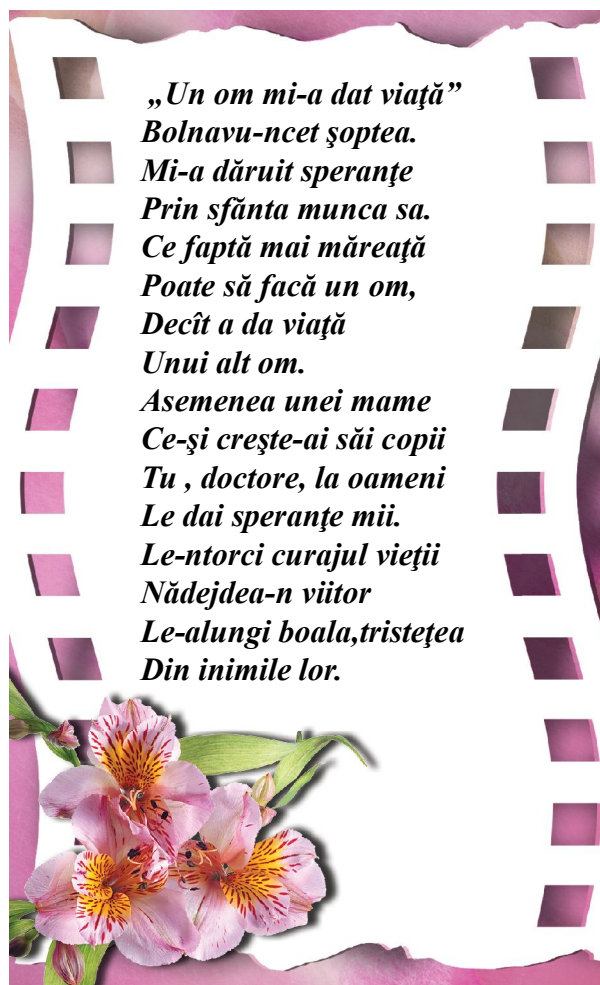 „Un om mi-a dat viaţă”
Bolnavu-ncet şoptea.
Mi-a dăruit speranţe
Prin sfănta munca sa.
Ce faptă mai măreaţă
Poate să facă un om,
Decît a da viaţă
Unui alt om.
Asemenea unei mame
Ce-şi creşte-ai săi copii
Tu , doctore, la oameni
Le dai speranţe mii.
Le-ntorci curajul vieţii
Nădejdea-n viitor
Le-alungi boala,tristeţea
Din inimile lor.